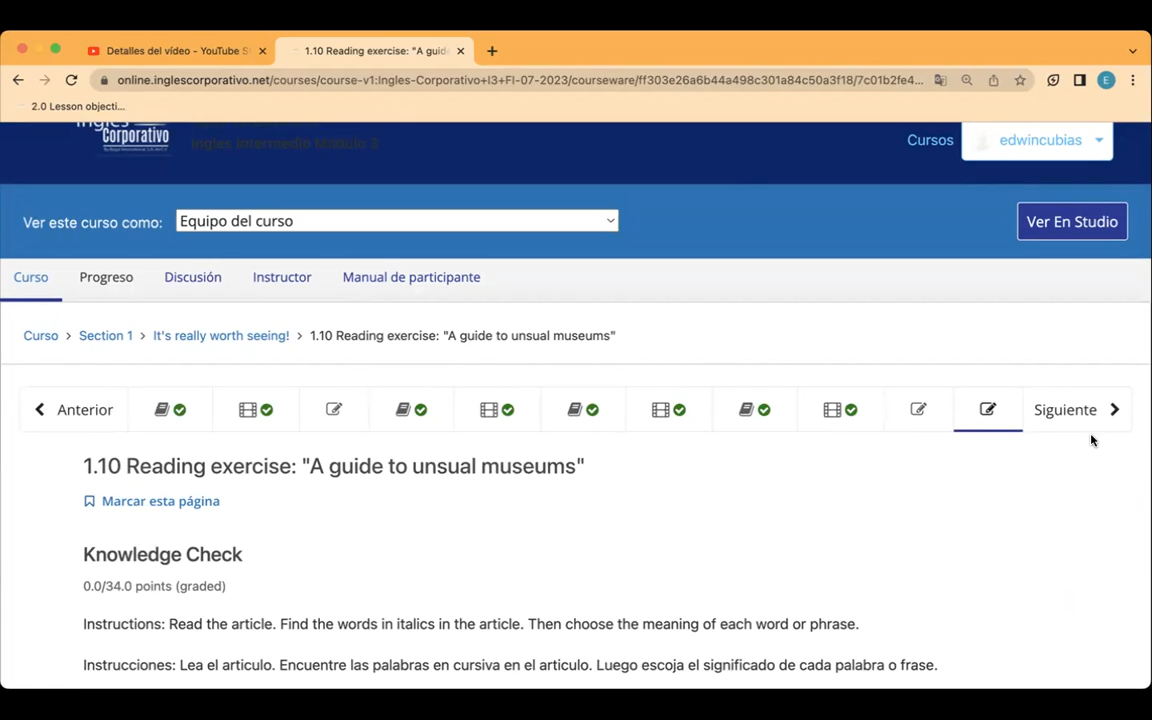 Detalles del vídeo - YouTube S
1.10 Reading exercise: "A guid
online.inglescorporativo.net/courses/course-v1:Ingles-Corporativo+I3+FI-07-2023/courseware/ff303e26a6b44a498c301a84c50a3f18/7c01b2fe4...
E
2.0 Lesson objecti...
Ingles
Corporativo
Ingles Intermedio Modulo 3
Cursos
edwincubias
Ver este curso como:
Equipo del curso
Ver En Studio
Curso
Progreso
Discusión
Instructor
Manual de participante
Curso > Section 1 > It's really worth seeing! > 1.10 Reading exercise: "A guide to unsual museums"
Anterior
Siguiente
1.10 Reading exercise: "A guide to unsual museums"
Marcar esta página
Knowledge Check
0.0/34.0 points (graded)
Instructions: Read the article. Find the words in italics in the article. Then choose the meaning of each word or phrase.
Instrucciones: Lea el articulo. Encuentre las palabras en cursiva en el articulo. Luego escoja el significado de cada palabra o frase.